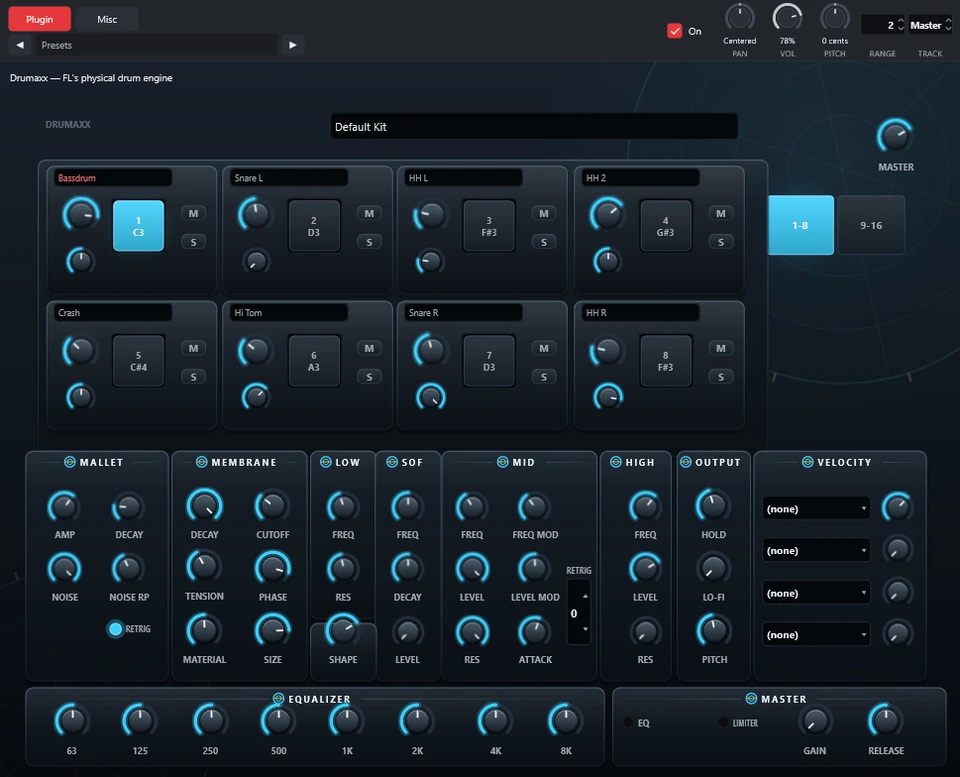 Plugin
Misc
Presets
On
Centered
PAN
78%
VOL
0 cents
PITCH
2
RANGE
Master
TRACK
Drumaxx — FL's physical drum engine
DRUMAXX
Default Kit
MASTER
Bassdrum
1
C3
M
S
Snare L
2
D3
M
S
HH L
3
F#3
M
S
HH 2
4
G#3
M
S
1-8
9-16
Crash
5
C#4
M
S
Hi Tom
6
A3
M
S
Snare R
7
D3
M
S
HH R
8
F#3
M
S
MALLET
AMP
DECAY
NOISE
NOISE RP
RETRIG
MEMBRANE
DECAY
CUTOFF
TENSION
PHASE
MATERIAL
SIZE
LOW
FREQ
RES
SHAPE
SOF
FREQ
DECAY
LEVEL
MID
FREQ
FREQ MOD
LEVEL
LEVEL MOD
RES
ATTACK
RETRIG
0
HIGH
FREQ
LEVEL
RES
OUTPUT
HOLD
LO-FI
PITCH
VELOCITY
(none)
(none)
(none)
(none)
EQUALIZER
63
125
250
500
1K
2K
4K
8K
MASTER
EQ
LIMITER
GAIN
RELEASE